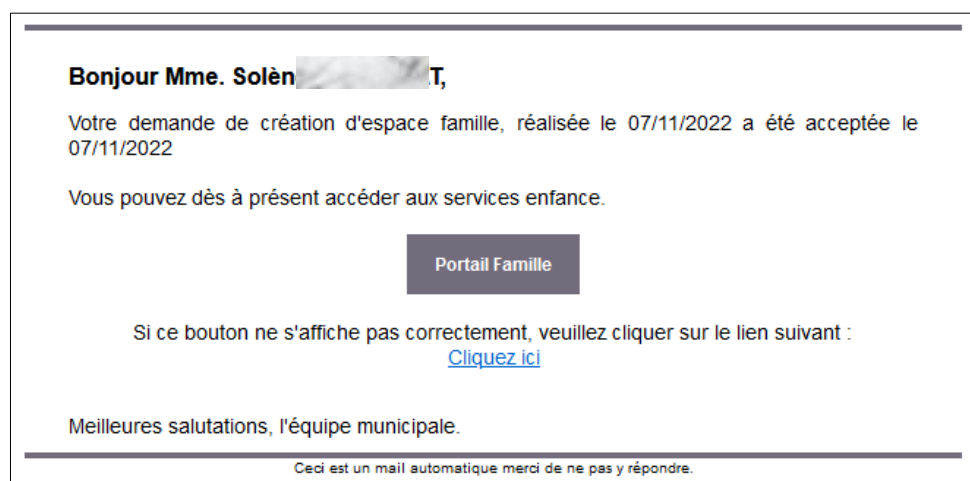 Bonjour Mme. Solèn T,
Votre demande de création d'espace famille, réalisée le 07/11/2022 a été acceptée le
07/11/2022
Vous pouvez dès à présent accéder aux services enfance.
Portail Famille
Si ce bouton ne s'affiche pas correctement, veuillez cliquer sur le lien suivant :
Cliquez ici
Meilleures salutations, l'équipe municipale.
Ceci est un mail automatique merci de ne pas y répondre.